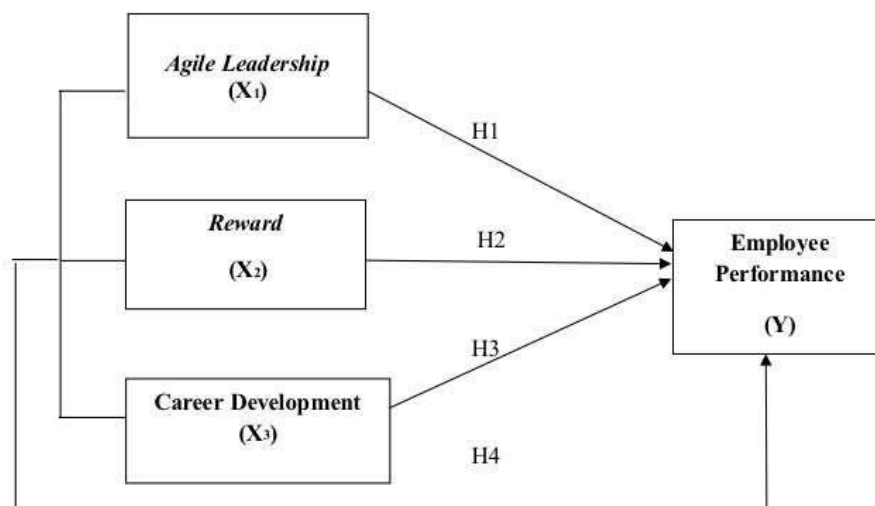 Agile Leadership
(X₁)
H1
Reward
(X₂)
H2
Employee
Performance
(Y)
H3
Career Development
(X₃)
H4